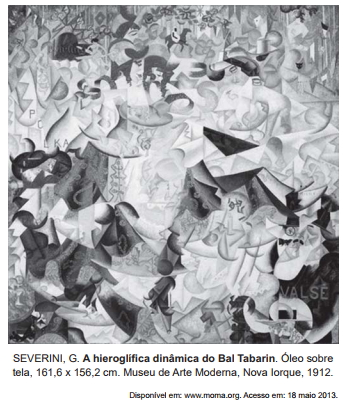 P
LKA
VALSE
SEVERINI, G. A hieroglífica dinâmica do Bal Tabarin. Óleo sobre
tela, 161,6 x 156,2 cm. Museu de Arte Moderna, Nova Iorque, 1912.
Disponível em: www.moma.org. Acesso em: 18 maio 2013.